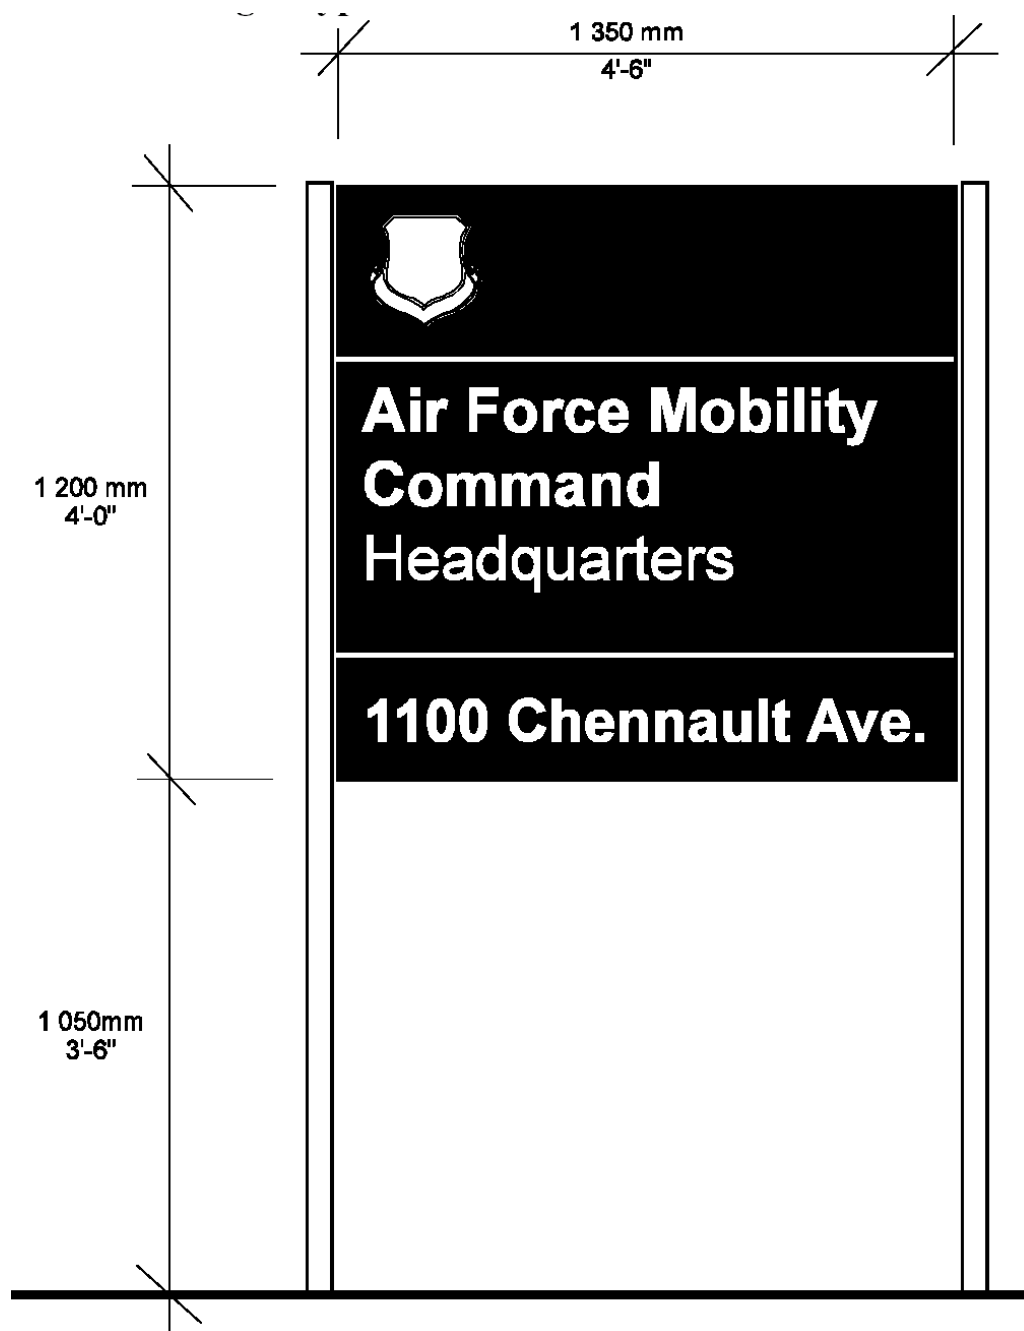 1 350 mm
4'-6"
Air Force Mobility
Command
Headquarters
1 200 mm
4'-0"
1100 Chennault Ave.
1 050mm
3'-6"